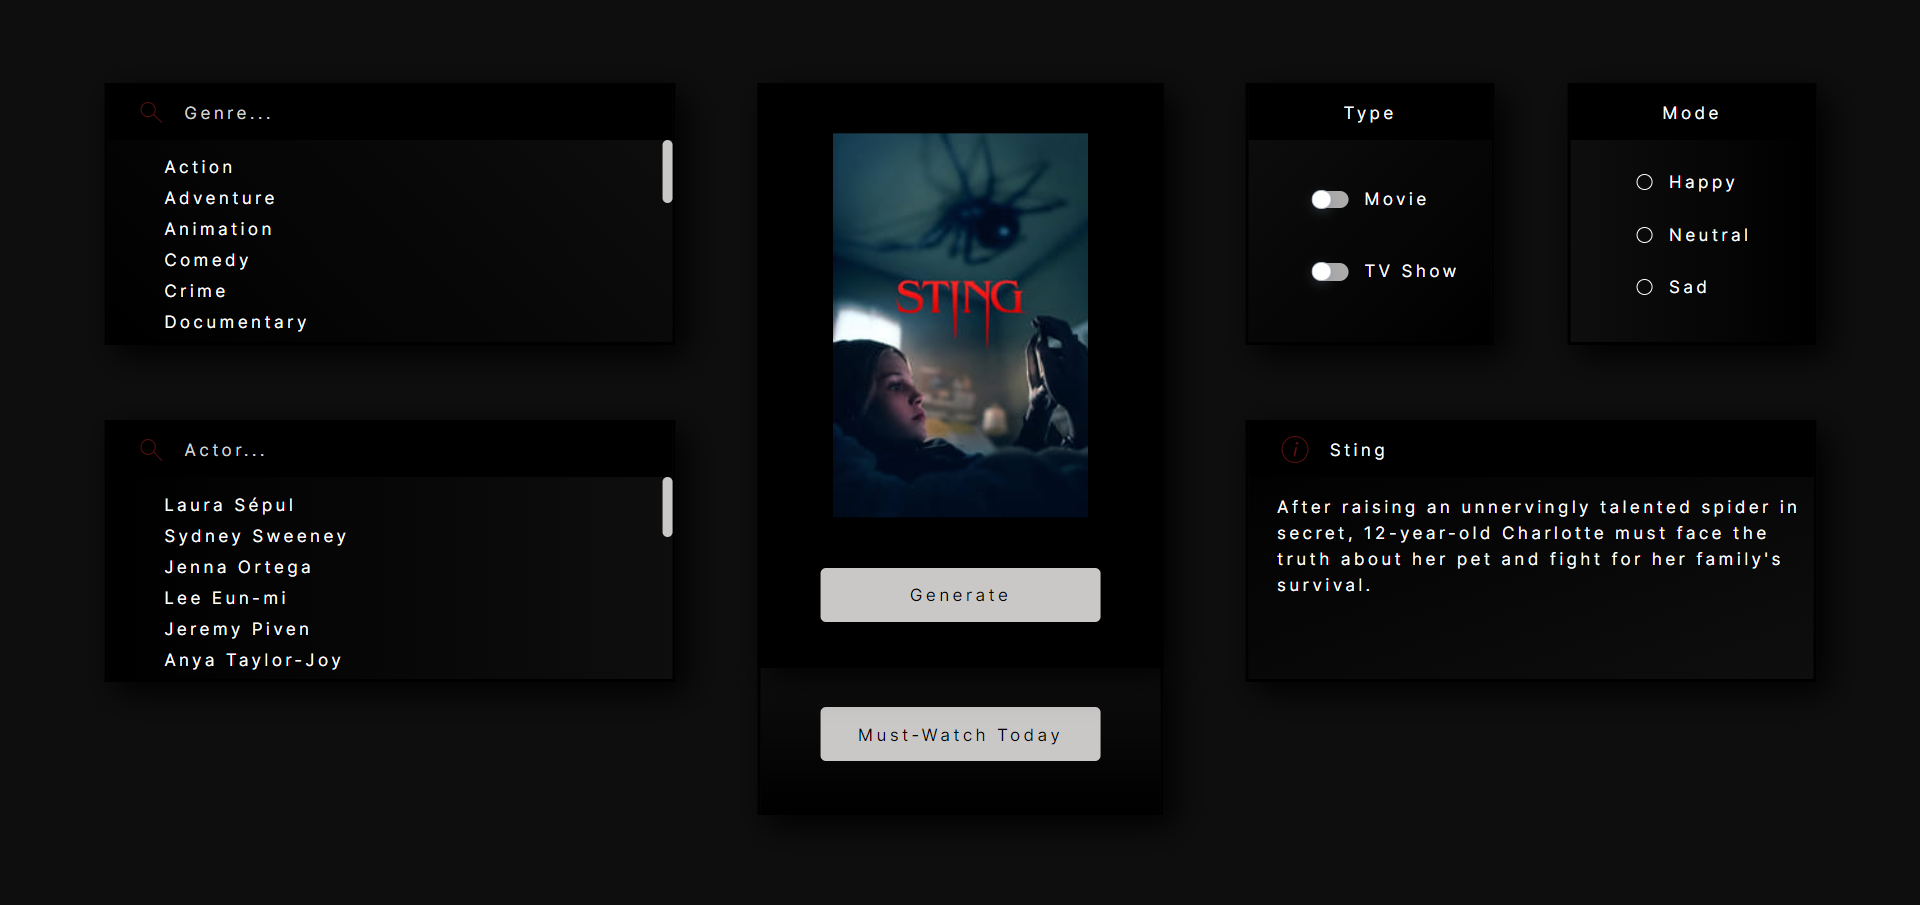 Genre...
Action
Adventure
Animation
Comedy
Crime
Documentary
Actor...
Laura Sépul
Sydney Sweeney
Jenna Ortega
Lee Eun-mi
Jeremy Piven
Anya Taylor-Joy
STING
Generate
Must-Watch Today
Type
Movie
TV Show
Mode
Happy
Neutral
Sad
Sting
After raising an unnervingly talented spider in
secret, 12-year-old Charlotte must face the
truth about her pet and fight for her family's
survival.